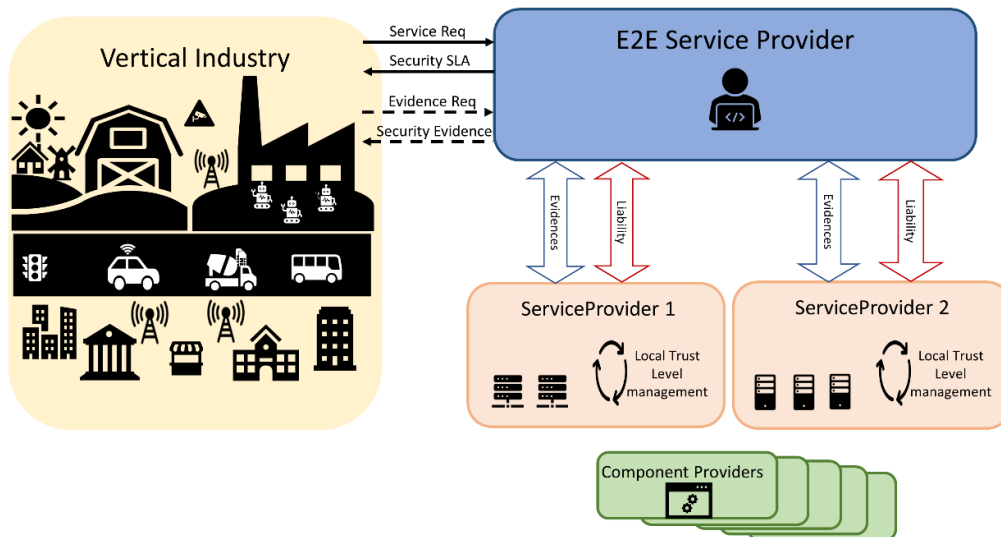 Vertical Industry
Service Req
Security SLA
Evidence Req
Security Evidence
E2E Service Provider
</>
Evidences
Liability
Evidences
Liability
ServiceProvider 1
Local Trust
Level
management
ServiceProvider 2
Local Trust
Level
management
Component Providers